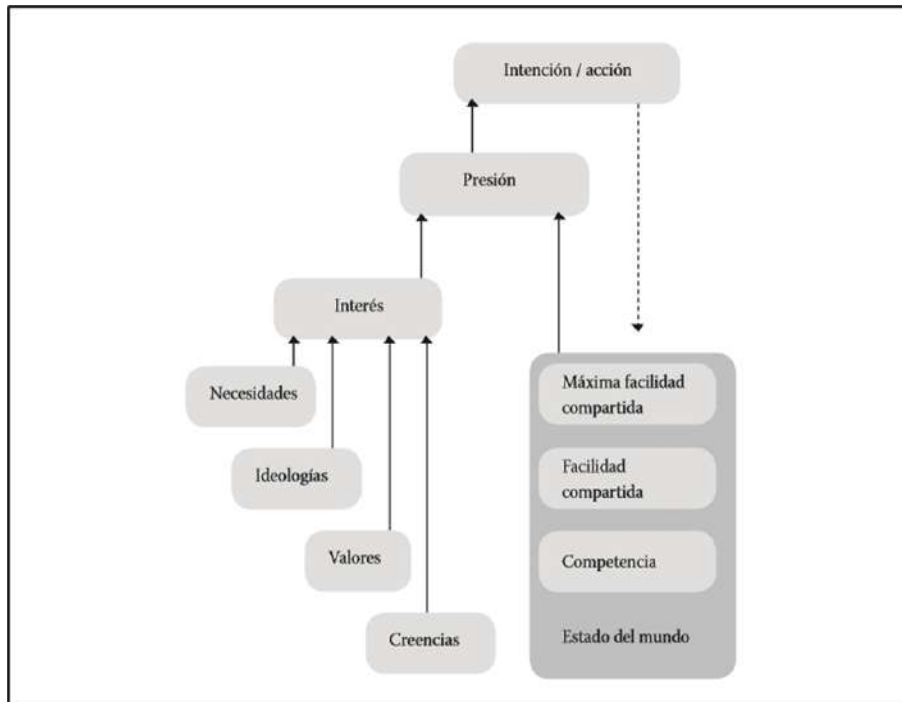 Intención / acción
Presión
Interés
Necesidades
Ideologías
Valores
Creencias
Máxima facilidad
compartida
Facilidad
compartida
Competencia
Estado del mundo